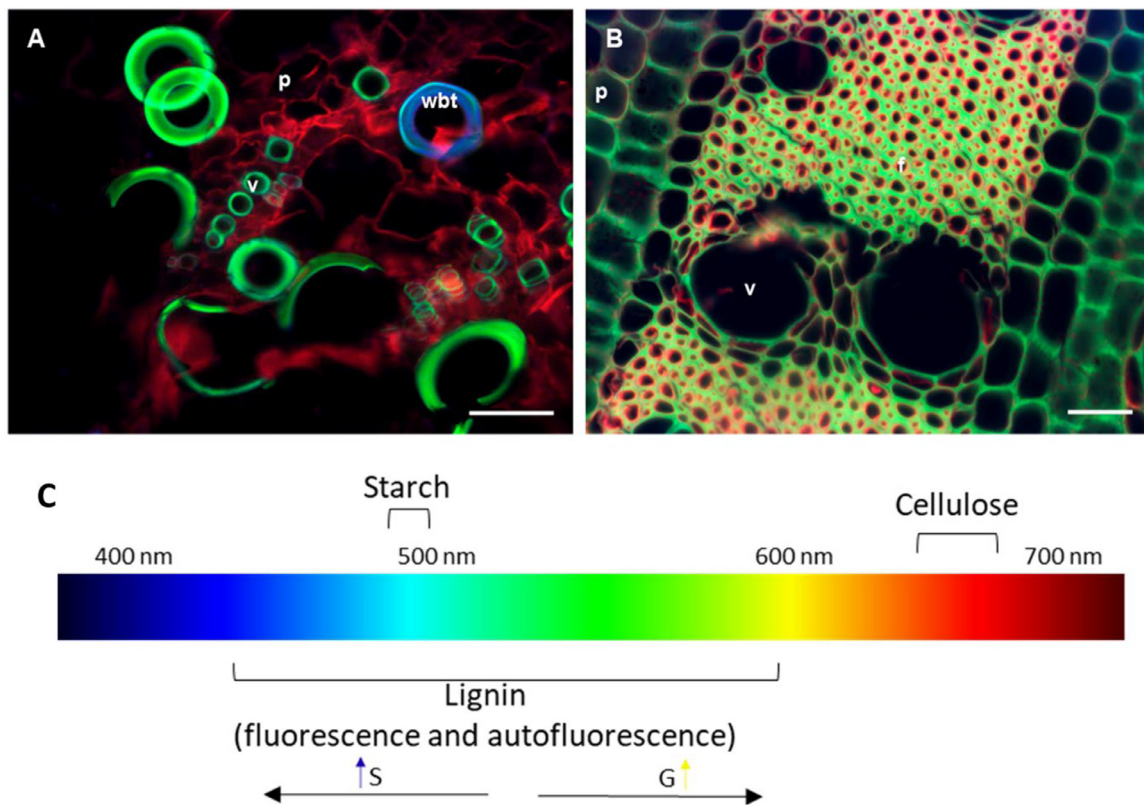 A
p
wbt
v
B
p
f
v
C
Starch
Cellulose
400 nm
500 nm
600 nm
700 nm
Lignin
(fluorescence and autofluorescence)
S
G